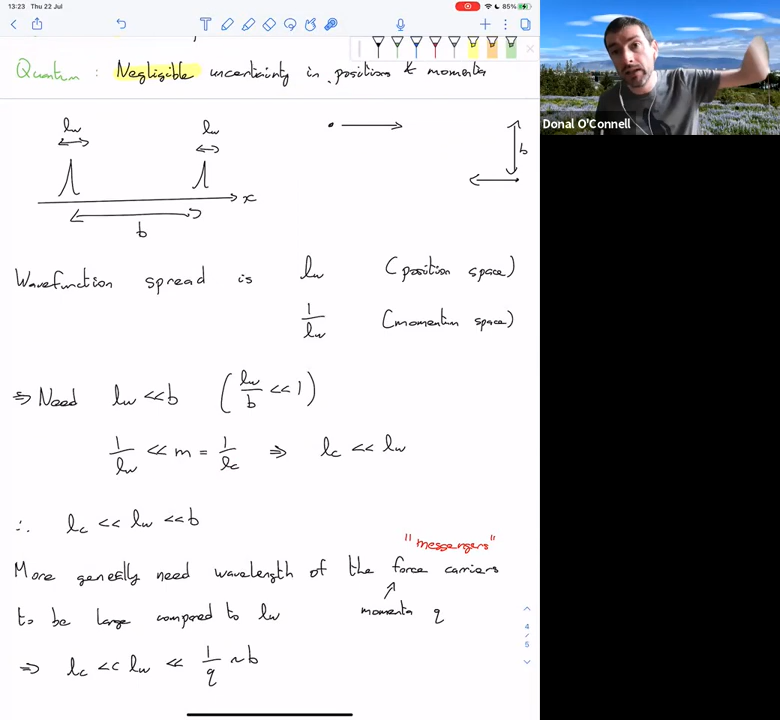 13:23 Thu 22 Jul
85%
Quantum : Negligible uncertainty in positions & momenta
lw lw
b
x
b
Donal O'Connell
Wavefunction spread is lw (position space)
1/lw (momentum space)
⇒ Need lw << b (lw/b << 1)
1/lw << m = 1/lc ⇒ lc << lw
∴ lc << lw << b
"messengers"
More generally need wavelength of the force carriers
to be large compared to lw
momenta q
⇒ lc << lw << 1/q ~ b
4
/
5